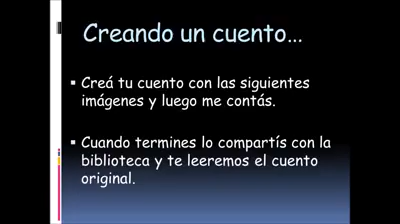 Creando un cuento...
Creá tu cuento con las siguientes
imágenes y luego me contás.
Cuando termines lo compartís con la
biblioteca y te leeremos el cuento
original.